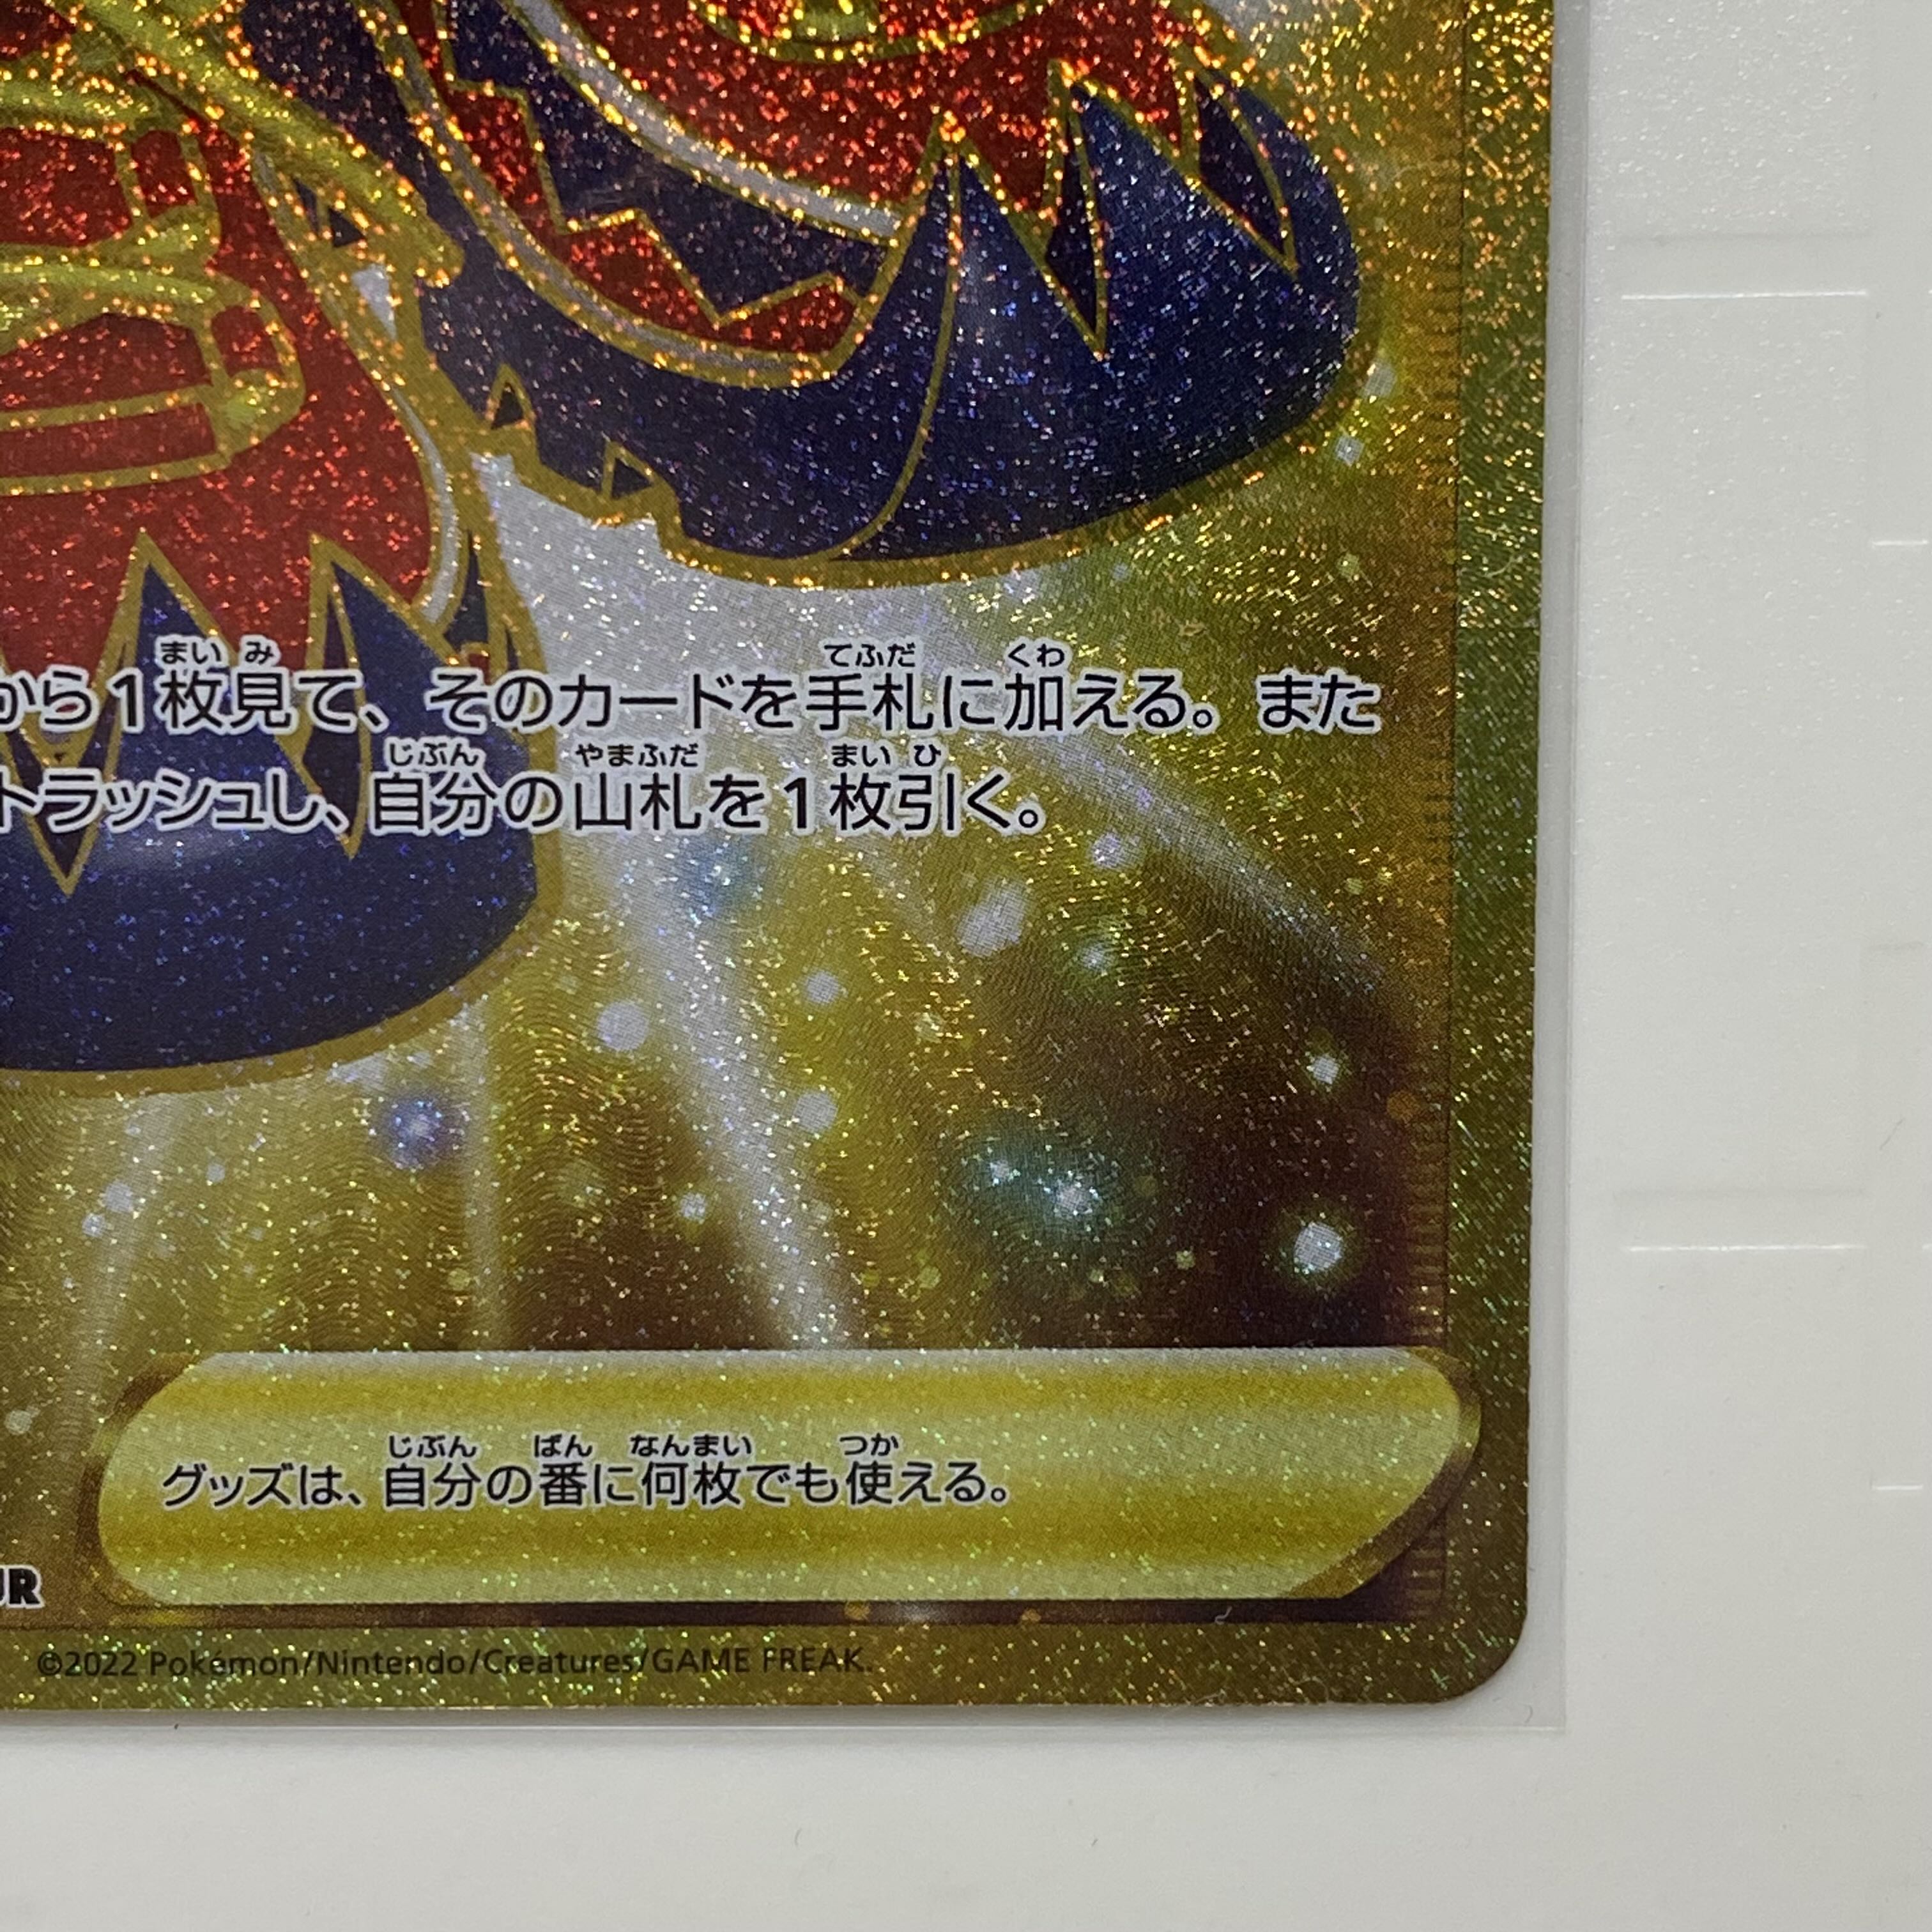 から1枚見て、そのカードを手札に加える。また
トラッシュし、自分の山札を1枚引く。
グッズは、自分の番に何枚でも使える。
UR
©2022 Pokémon/Nintendo/Creatures/GAME FREAK.